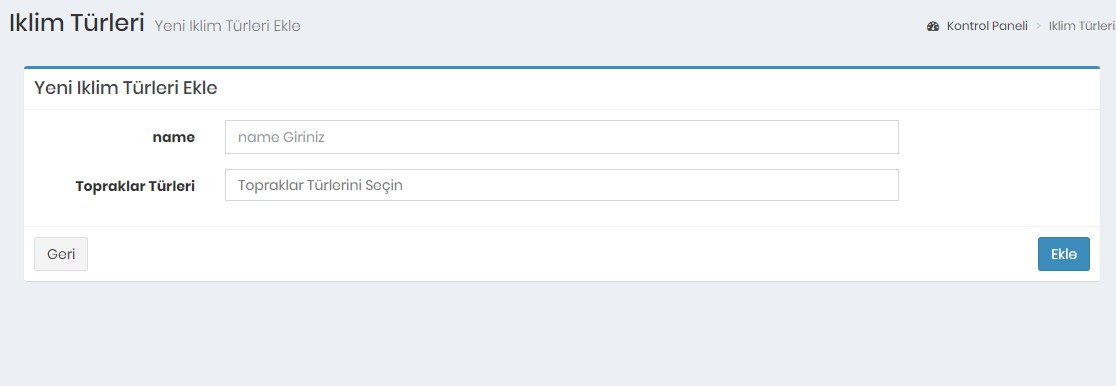 Iklim Türleri Yeni Iklim Türleri Ekle
Kontrol Paneli > Iklim Türleri
Yeni Iklim Türleri Ekle
name
name Giriniz
Topraklar Türleri
Topraklar Türlerini Seçin
Geri
Ekle